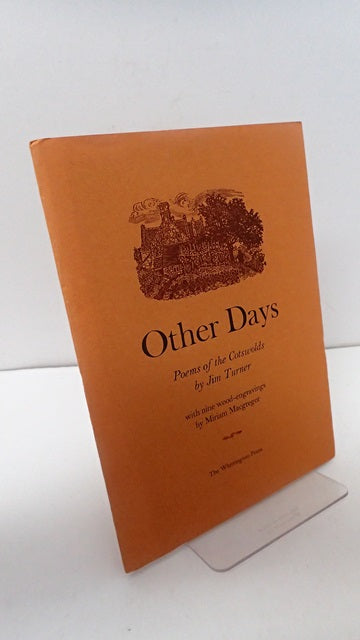 Other Days
Poems of the Cotswolds
by Jim Turner
with nine wood-engravings
by Miriam Macgregor
The Whittington Press